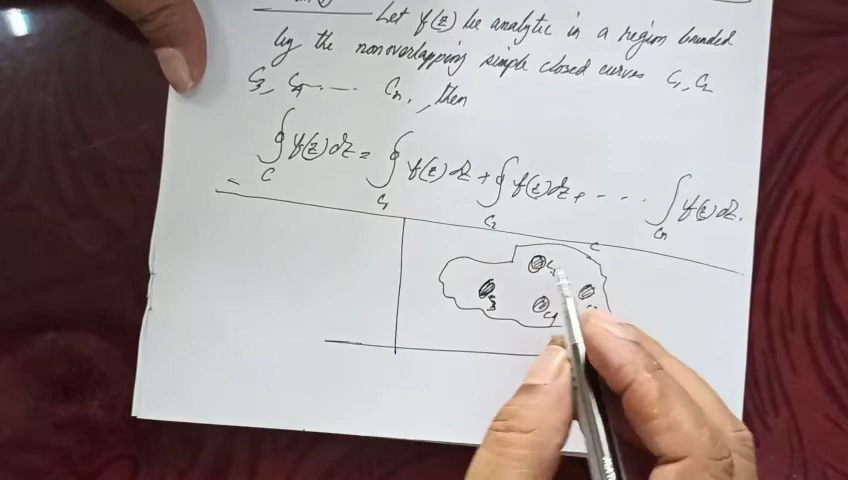 Let f(z) be analytic in a region bounded
by the nonoverlapping simple closed curves C1, C2
C3, C4, ---- Cn, then
∮ f(z) dz = ∮ f(z) dz + ∮ f(z) dz + .... ∫ f(z) dz.
C C1 C2 Cn
C
C3 C4